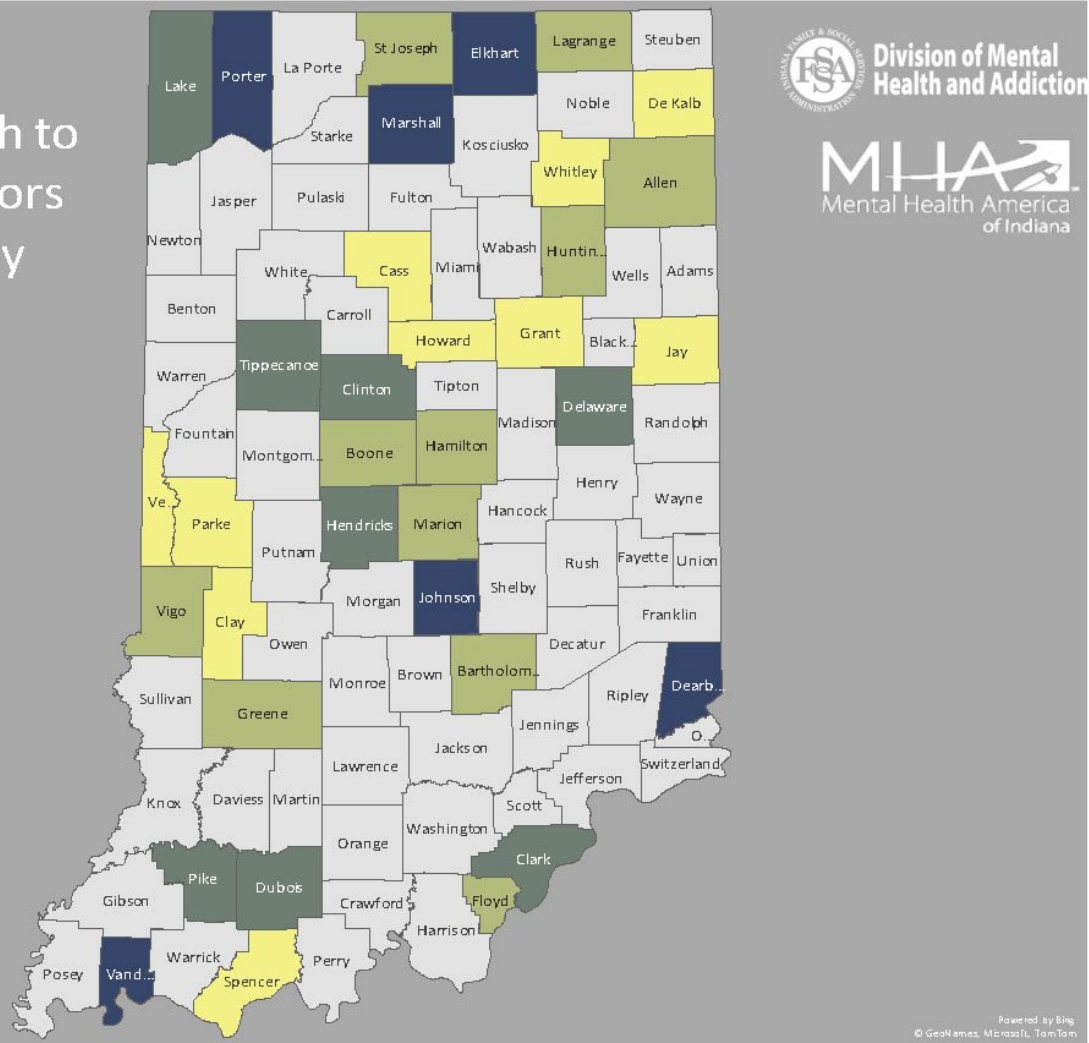 h to
ors
y
INDIANA FAMILY & SOCIAL SERVICES ADMINISTRATION
FSSA
Division of Mental
Health and Addiction
MHA
Mental Health America
of Indiana
Lake
Porter
La Porte
St Joseph
Elkhart
Lagrange
Steuben
Noble
De Kalb
Starke
Marshall
Kosciusko
Whitley
Allen
Newton
Jasper
Pulaski
Fulton
Miami
Wabash
Huntin...
Wells
Adams
White
Cass
Benton
Carroll
Howard
Grant
Black...
Jay
Warren
Tippecanoe
Clinton
Tipton
Madison
Delaware
Randolph
Fountain
Montgom...
Boone
Hamilton
Henry
Wayne
Ve...
Parke
Putnam
Hendricks
Marion
Hancock
Rush
Fayette
Union
Vigo
Clay
Owen
Morgan
Johnson
Shelby
Franklin
Decatur
Sullivan
Greene
Monroe
Brown
Bartholom...
Jennings
Ripley
Dearb...
O...
Switzerland
Jackson
Jefferson
Lawrence
Knox
Daviess
Martin
Scott
Washington
Orange
Clark
Pike
Dubois
Gibson
Crawford
Floyd
Harrison
Posey
Vand...
Warrick
Spencer
Perry
Powered by Bing
© GeoNames, Microsoft, TomTom